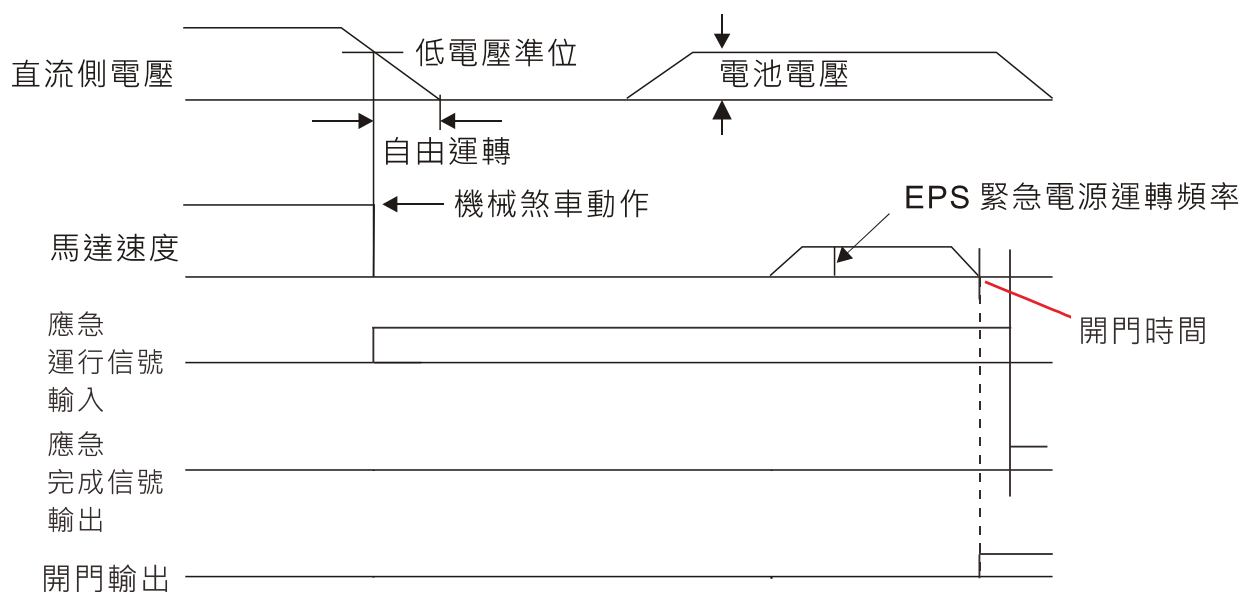 低電壓準位
直流側電壓
電池電壓
自由運轉
機械煞車動作
EPS 緊急電源運轉頻率
馬達速度
應急
運行信號
輸入
開門時間
應急
完成信號
輸出
開門輸出